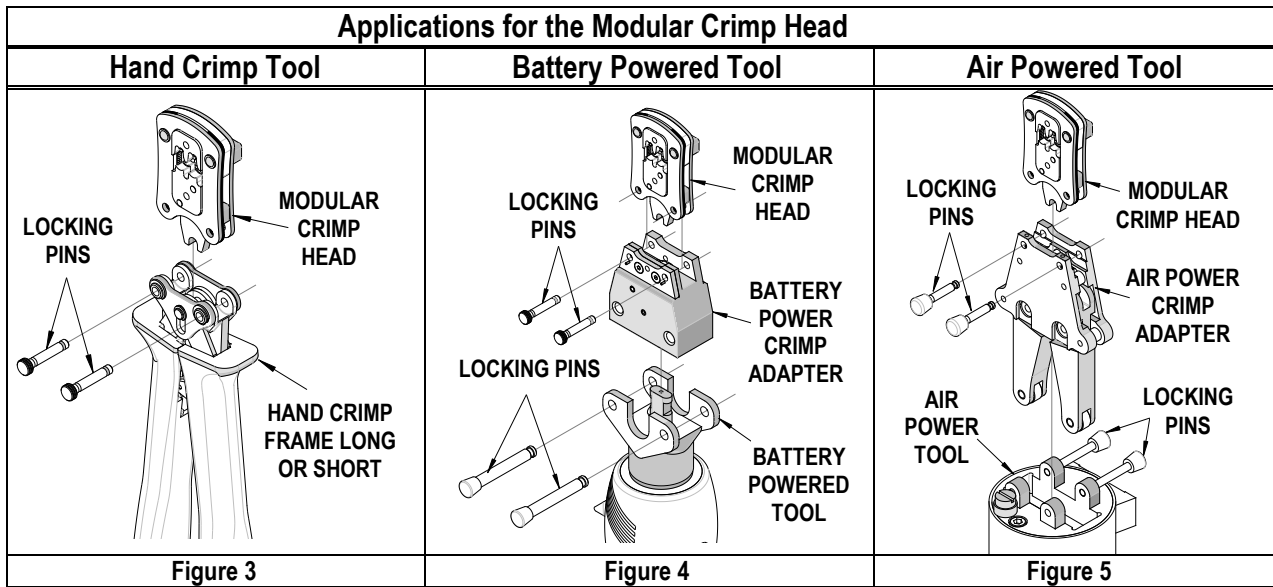 Applications for the Modular Crimp Head
Hand Crimp Tool
Battery Powered Tool
Air Powered Tool
LOCKING
PINS
MODULAR
CRIMP
HEAD
HAND CRIMP
FRAME LONG
OR SHORT
LOCKING
PINS
MODULAR
CRIMP
HEAD
BATTERY
POWER
CRIMP
ADAPTER
LOCKING PINS
BATTERY
POWERED
TOOL
LOCKING
PINS
MODULAR
CRIMP HEAD
AIR POWER
CRIMP
ADAPTER
AIR
POWER
TOOL
LOCKING
PINS
Figure 3
Figure 4
Figure 5